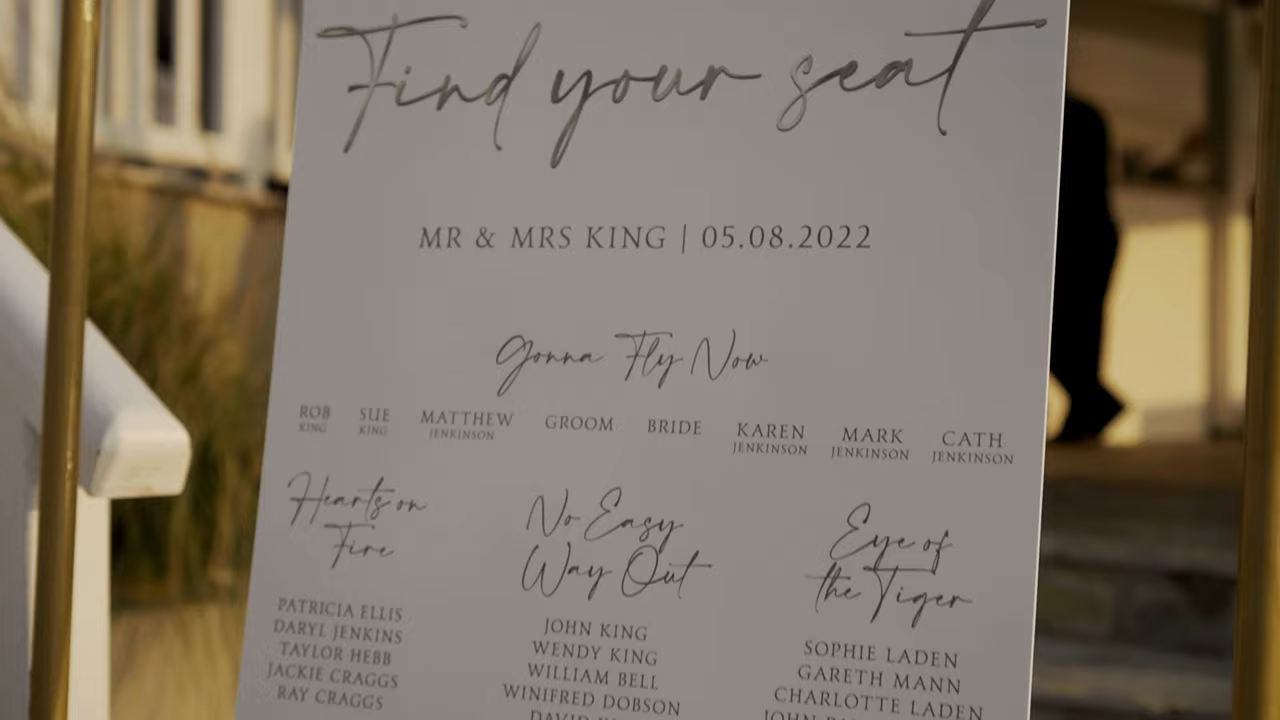 Find your seat
MR & MRS KING | 05.08.2022
Gonna Fly Now
ROB KING
SUE KING
MATTHEW JENKINSON
GROOM
BRIDE
KAREN JENKINSON
MARK JENKINSON
CATH JENKINSON
Hearts on
Fire
PATRICIA ELLIS
DARYL JENKINS
TAYLOR HEBB
JACKIE CRAGGS
RAY CRAGGS
No Easy
Way Out
JOHN KING
WENDY KING
WILLIAM BELL
WINIFRED DOBSON
DAVID
Eye of
the Tiger
SOPHIE LADEN
GARETH MANN
CHARLOTTE LADEN
JOHN